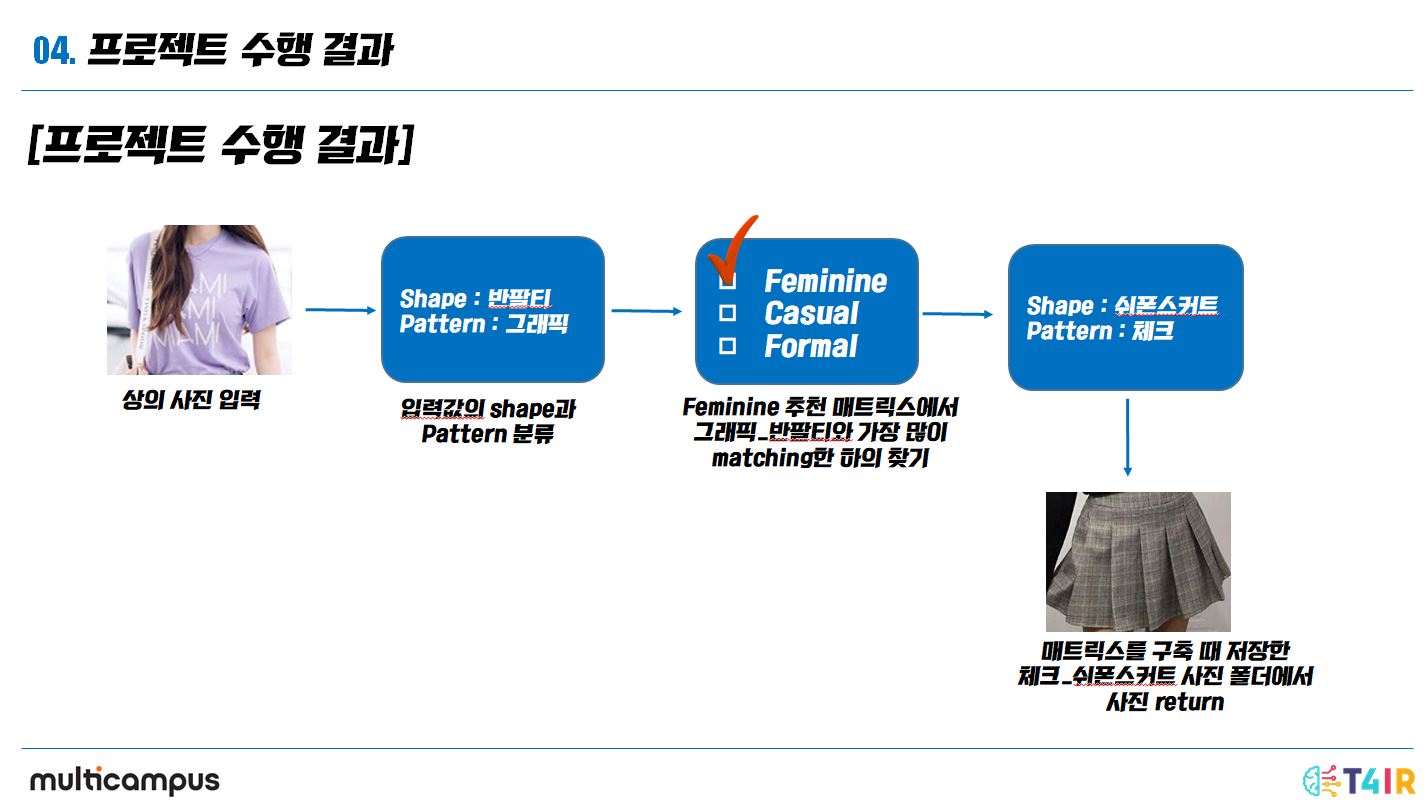 04. 프로젝트 수행 결과
[프로젝트 수행 결과]
MIAMI
상의 사진 입력
Shape : 반팔티
Pattern : 그래픽
입력값의 shape과
Pattern 분류
Feminine
Casual
Formal
Feminine 추천 매트릭스에서
그래픽_반팔티와 가장 많이
matching한 하의 찾기
Shape : 쉬폰스커트
Pattern : 체크
매트릭스를 구축 때 저장한
체크_쉬폰스커트 사진 폴더에서
사진 return
multicampus
T4IR